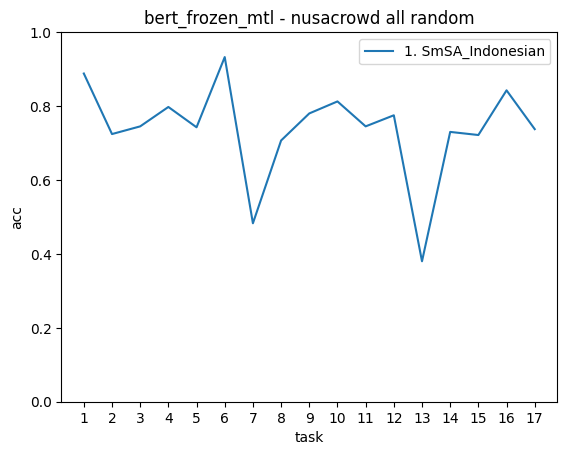 bert_frozen_mtl - nusacrowd all random
1. SmSA_Indonesian
1.0
0.8
0.6
0.4
0.2
0.0
acc
1 2 3 4 5 6 7 8 9 10 11 12 13 14 15 16 17
task